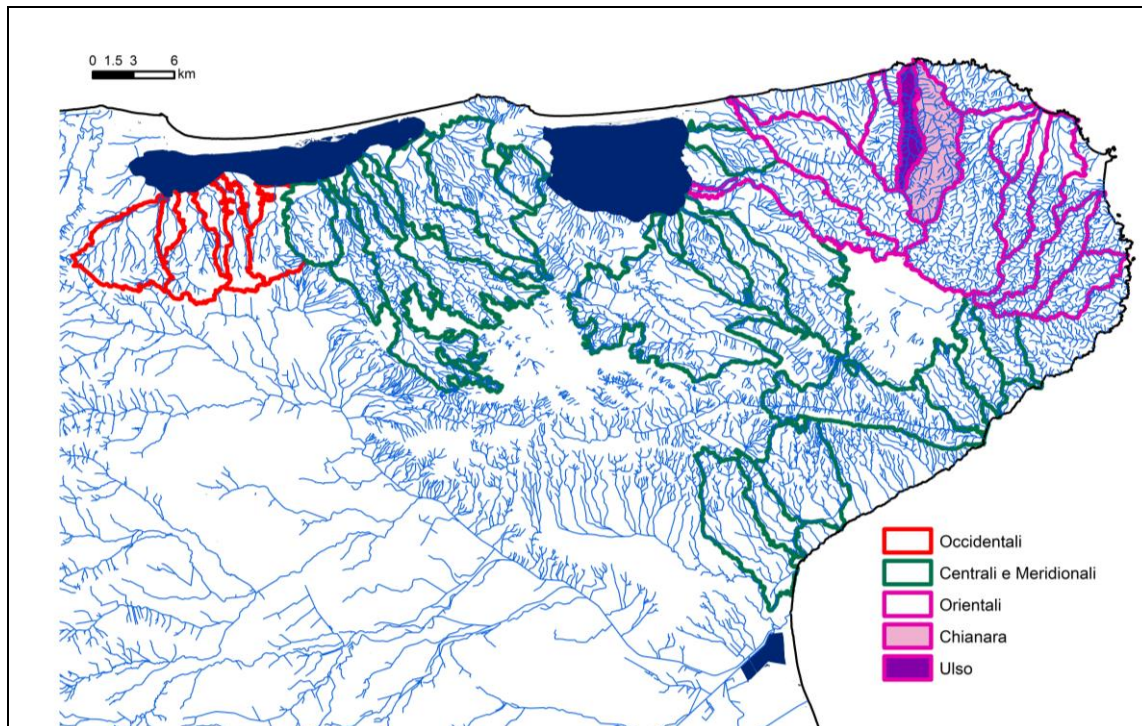 0 1.5 3 6
km
Occidentali
Centrali e Meridionali
Orientali
Chianara
Ulso